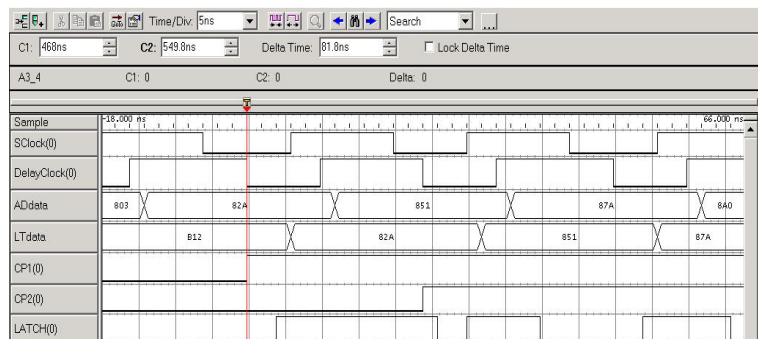 Time/Div: 5ns Search ...
C1: 468ns C2: 549.8ns Delta Time: 81.8ns Lock Delta Time
A3_4 C1: 0 C2: 0 Delta: 0
Sample -18.000 ns 66.000 ns
SClock(0)
DelayClock(0)
ADdata 803 82A 851 87A 8A0
LTdata B12 82A 851 87A
CP1(0)
CP2(0)
LATCH(0)